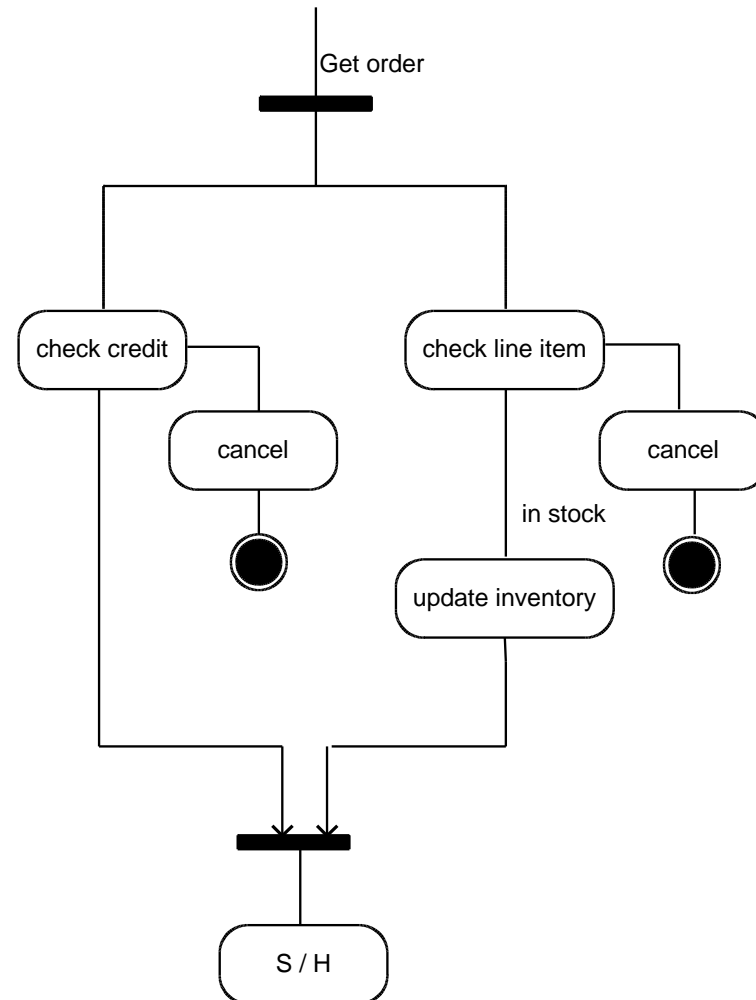 Get order
check credit
check line item
cancel
cancel
in stock
update inventory
S / H